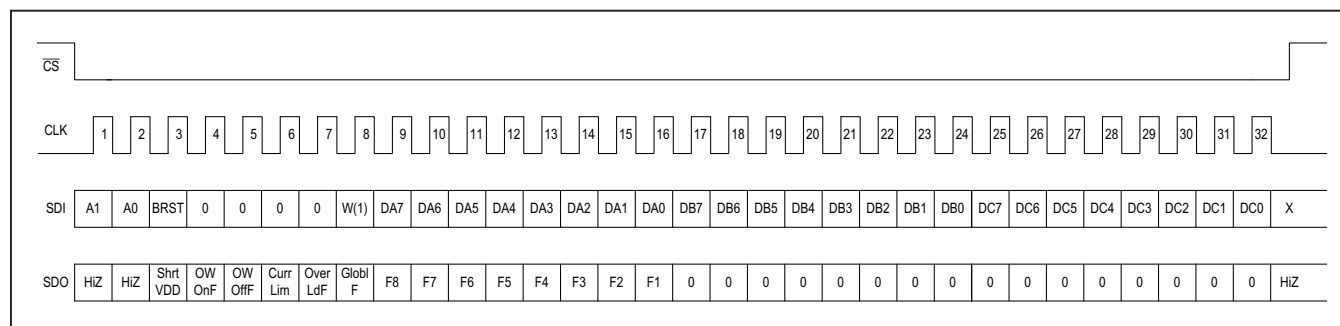 CS
CLK 1 2 3 4 5 6 7 8 9 10 11 12 13 14 15 16 17 18 19 20 21 22 23 24 25 26 27 28 29 30 31 32
SDI A1 A0 BRST 0 0 0 0 W(1) DA7 DA6 DA5 DA4 DA3 DA2 DA1 DA0 DB7 DB6 DB5 DB4 DB3 DB2 DB1 DB0 DC7 DC6 DC5 DC4 DC3 DC2 DC1 DC0 X
SDO HiZ HiZ Shrt VDD OW OnF OW OffF Curr Lim Over LdF Globl F F8 F7 F6 F5 F4 F3 F2 F1 0 0 0 0 0 0 0 0 0 0 0 0 0 0 0 0 HiZ